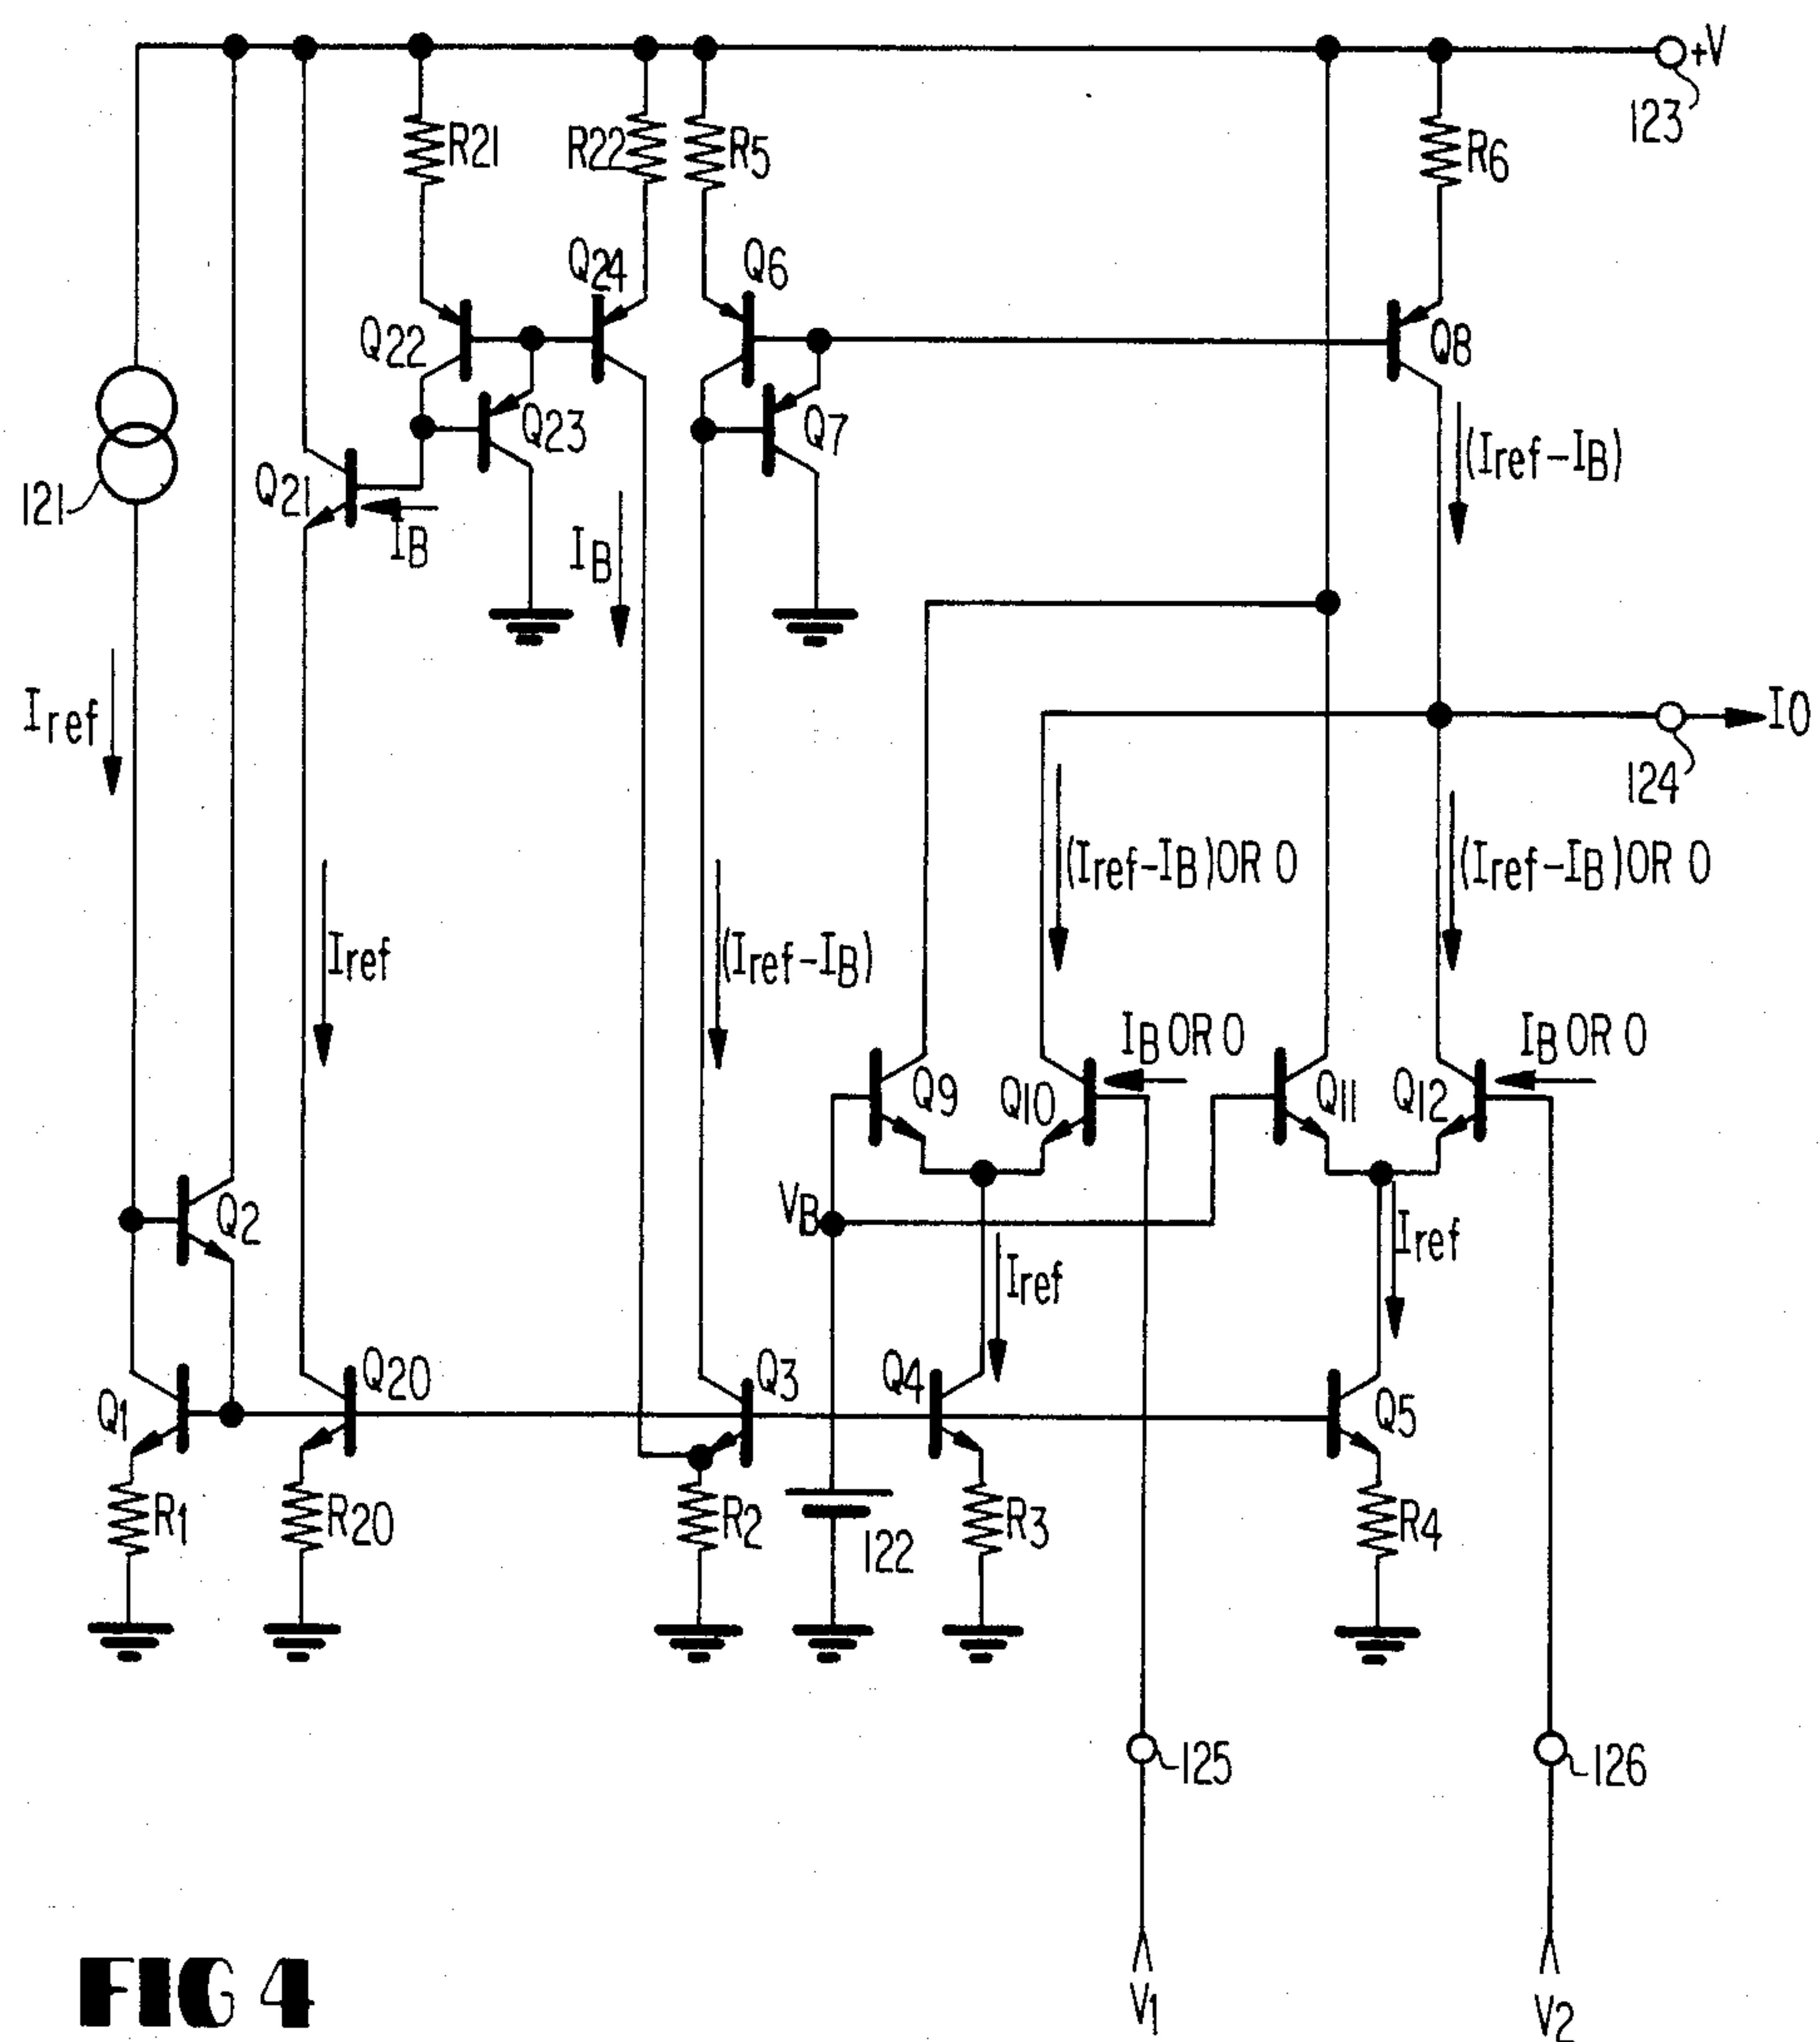 +V
123
R21
R22
R5
R6
Q24
Q6
Q22
Q8
Q23
Q7
(Iref-IB)
121
Q21
IB
IB
Iref
IO
124
(Iref-IB)OR 0
(Iref-IB)OR 0
Iref
(Iref-IB)
IB OR 0
IB OR 0
Q9
Q10
Q11
Q12
Q2
VB
Iref
Iref
Q1
Q20
Q3
Q4
Q5
R1
R20
R2
122
R3
R4
125
126
V1
V2
FIG 4